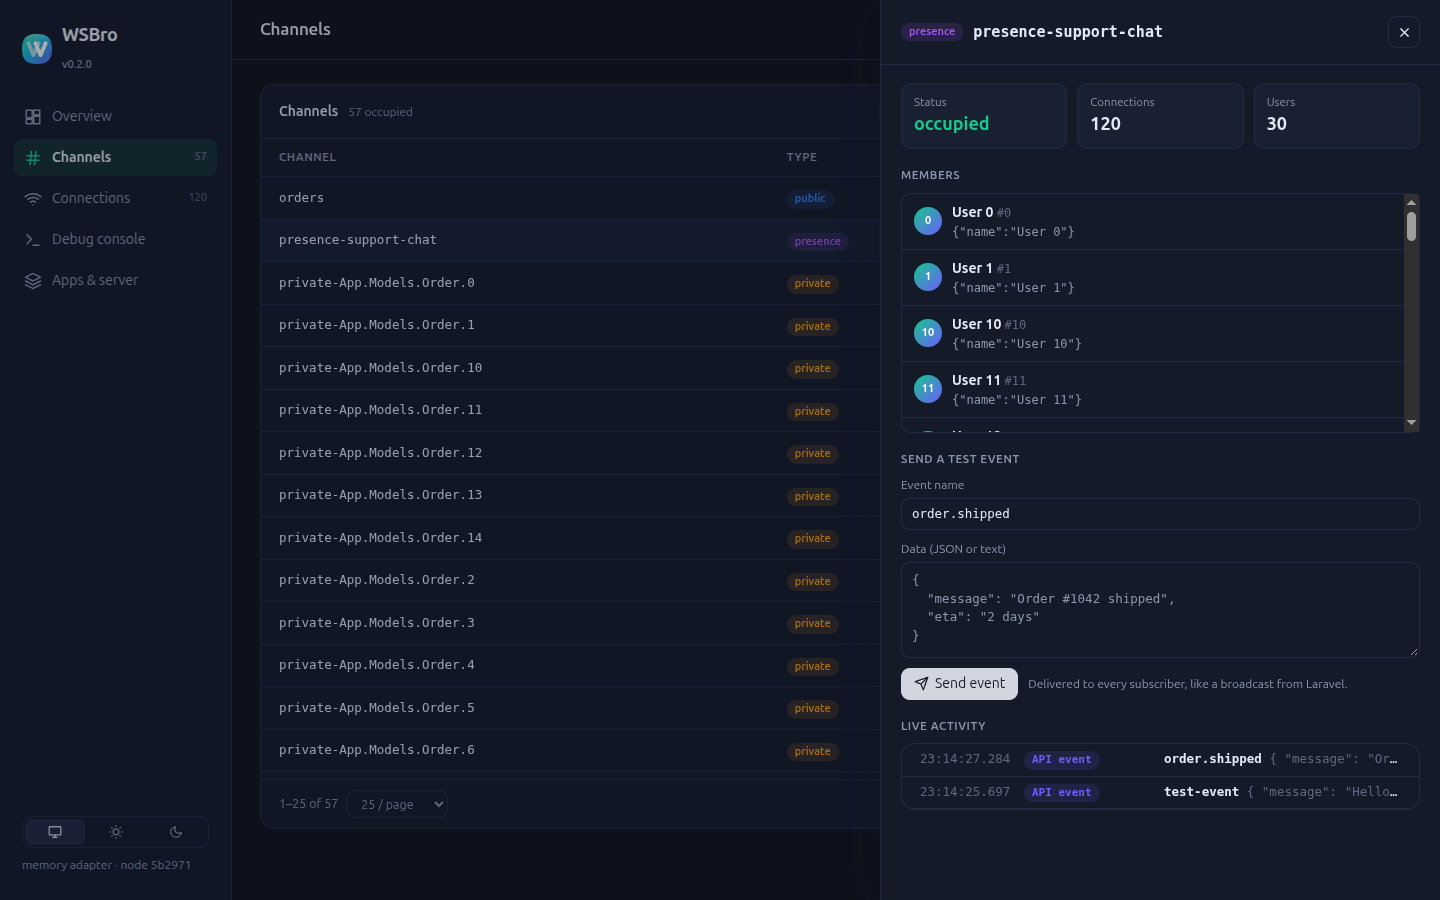 WSBro
v0.2.0
Overview
Channels 57
Connections 120
Debug console
Apps & server
memory adapter · node 5b2971
Channels
Channels 57 occupied
CHANNEL TYPE
orders public
presence-support-chat presence
private-App.Models.Order.0 private
private-App.Models.Order.1 private
private-App.Models.Order.10 private
private-App.Models.Order.11 private
private-App.Models.Order.12 private
private-App.Models.Order.13 private
private-App.Models.Order.14 private
private-App.Models.Order.2 private
private-App.Models.Order.3 private
private-App.Models.Order.4 private
private-App.Models.Order.5 private
private-App.Models.Order.6 private
1–25 of 57 25 / page
presence presence-support-chat
Status Connections Users
occupied 120 30
MEMBERS
0 User 0 #0
{"name":"User 0"}
1 User 1 #1
{"name":"User 1"}
10 User 10 #10
{"name":"User 10"}
11 User 11 #11
{"name":"User 11"}
SEND A TEST EVENT
Event name
order.shipped
Data (JSON or text)
{
"message": "Order #1042 shipped",
"eta": "2 days"
}
Send event Delivered to every subscriber, like a broadcast from Laravel.
LIVE ACTIVITY
23:14:27.284 API event order.shipped { "message": "Or…
23:14:25.697 API event test-event { "message": "Hello…